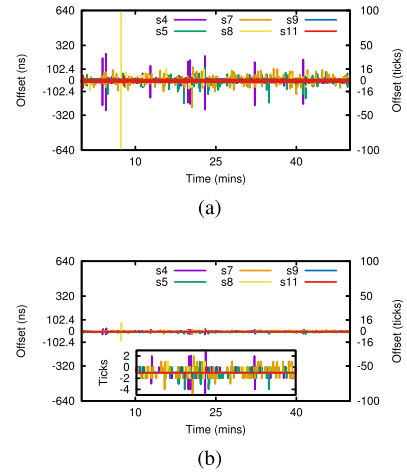 640
320
102.4
0
-102.4
-320
-640
Offset (ns)
s4 s7 s9
s5 s8 s11
100
50
16
0
-16
-50
-100
Offset (ticks)
10 25 40
Time (mins)
(a)
640
320
102.4
0
-102.4
-320
-640
Offset (ns)
s4 s7 s9
s5 s8 s11
Ticks
2
0
-2
-4
100
50
16
0
-16
-50
-100
Offset (ticks)
10 25 40
Time (mins)
(b)